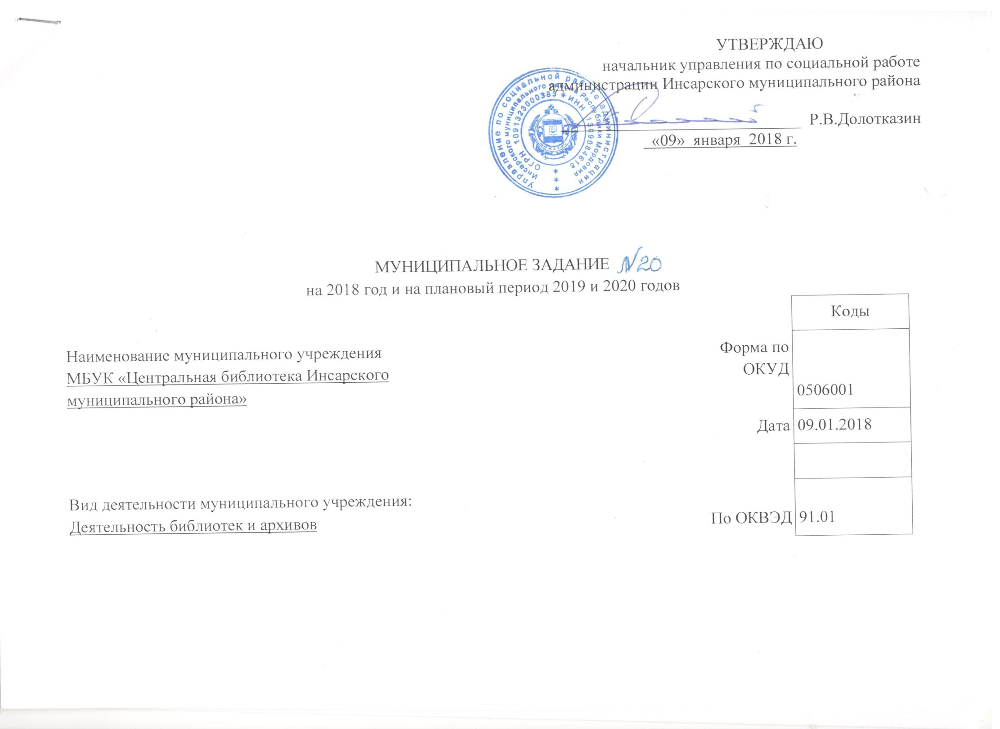 УТВЕРЖДАЮ
начальник управления по социальной работе
администрации Инсарского муниципального района
Р.В.Долотказин
«09» января 2018 г.
Управление по социальной работе администрации
Инсарского муниципального района Республики Мордовия
ОГРН 1091323000383 * ИНН 1309084618
* * *
МУНИЦИПАЛЬНОЕ ЗАДАНИЕ №20
на 2018 год и на плановый период 2019 и 2020 годов
Коды
Наименование муниципального учреждения
МБУК «Центральная библиотека Инсарского
муниципального района»
Форма по
ОКУД
0506001
Дата 09.01.2018
Вид деятельности муниципального учреждения:
Деятельность библиотек и архивов
По ОКВЭД 91.01